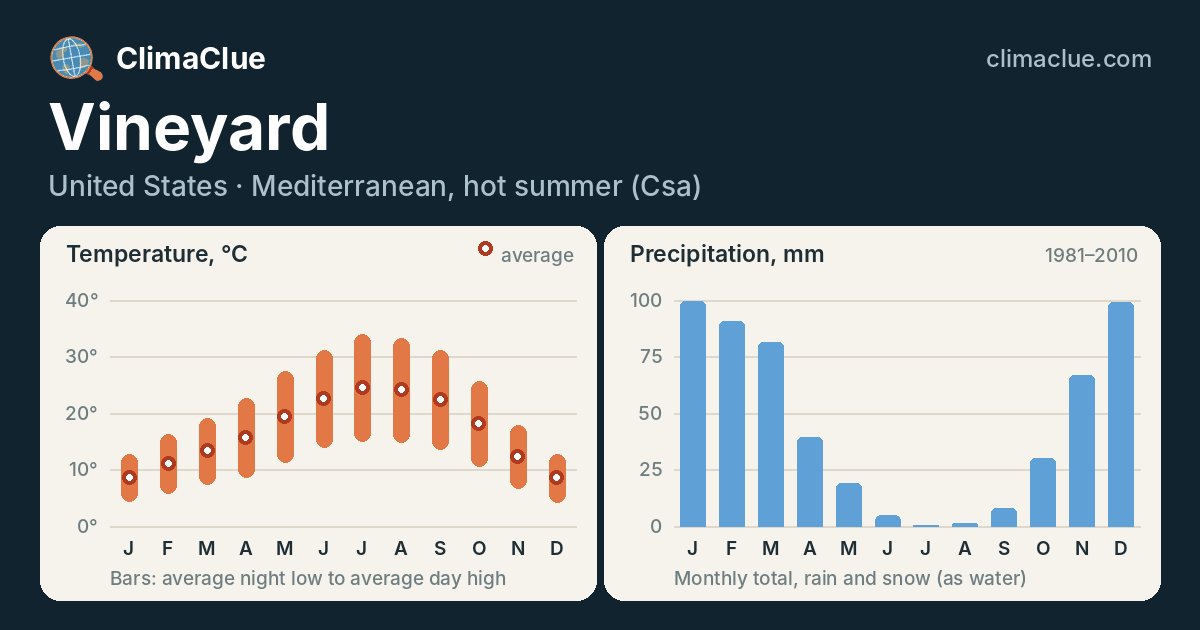 ClimaClue
climaclue.com
Vineyard
United States · Mediterranean, hot summer (Csa)
Temperature, °C
average
40°
30°
20°
10°
0°
J F M A M J J A S O N D
Bars: average night low to average day high
Precipitation, mm
1981–2010
100
75
50
25
0
J F M A M J J A S O N D
Monthly total, rain and snow (as water)